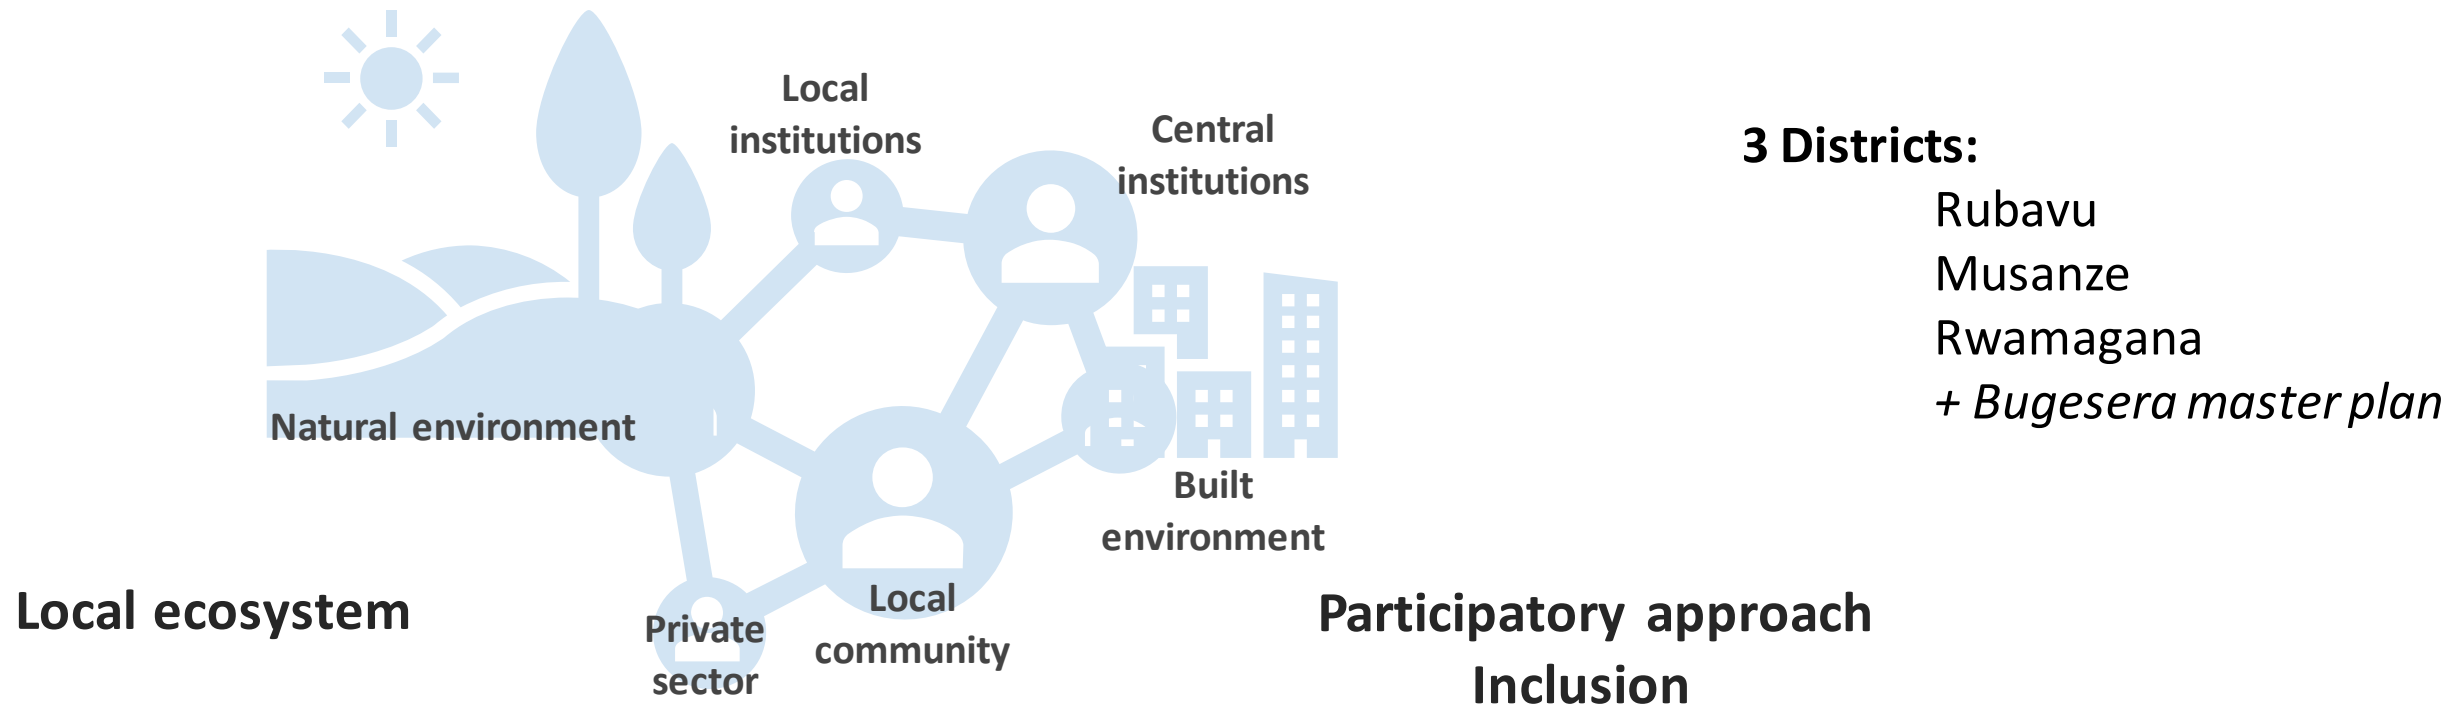 Local
institutions
Central
institutions
Natural environment
Built
environment
Local
community
Private
sector
Local ecosystem
Participatory approach
Inclusion
3 Districts:
Rubavu
Musanze
Rwamagana
+ Bugesera master plan